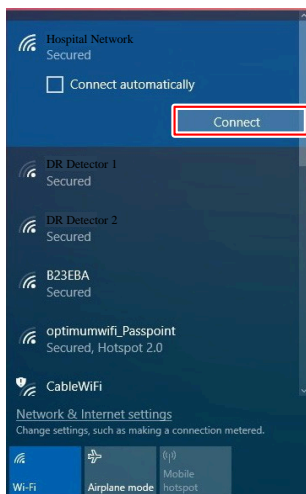 Hospital Network
Secured
Connect automatically
Connect
DR Detector 1
Secured
DR Detector 2
Secured
B23EBA
Secured
optimumwifi_Passpoint
Secured, Hotspot 2.0
CableWiFi
Network & Internet settings
Change settings, such as making a connection metered.
Wi-Fi
Airplane mode
Mobile
hotspot